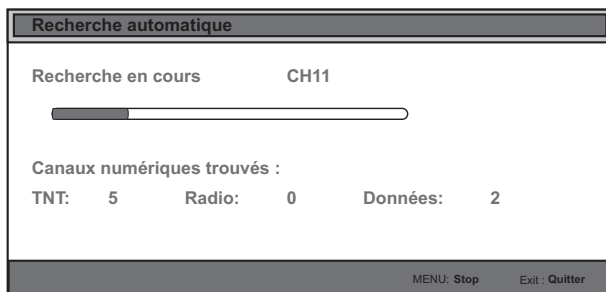 Recherche automatique
Recherche en cours CH11
Canaux numériques trouvés :
TNT: 5 Radio: 0 Données: 2
MENU: Stop Exit : Quitter